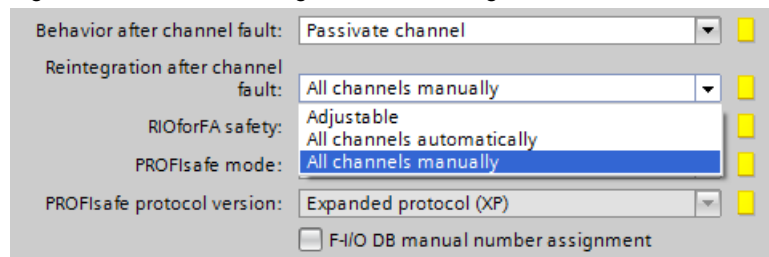 Behavior after channel fault: Passivate channel
Reintegration after channel
fault: All channels manually
Adjustable
RIOforFA safety:
All channels automatically
PROFIsafe mode: All channels manually
PROFIsafe protocol version: Expanded protocol (XP)
F-I/O DB manual number assignment